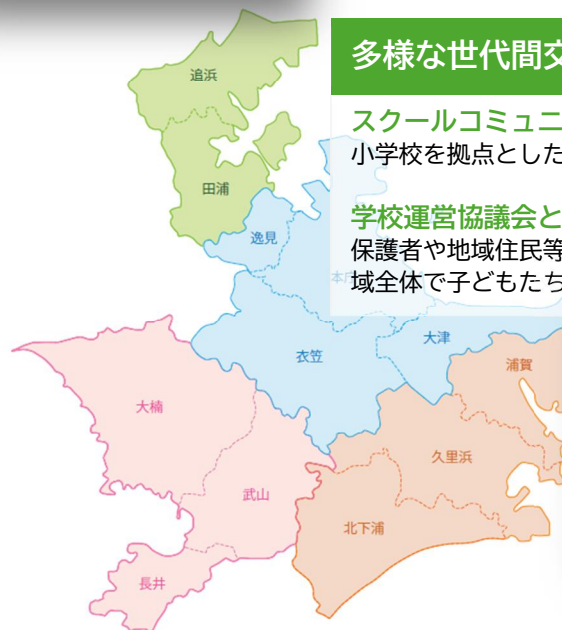 多様な世代間
スクールコミュニ
小学校を拠点とした
学校運営協議会と
保護者や地域住民等
域全体で子どもたち
追浜
田浦
逸見
本庁
大津
衣笠
浦賀
大楠
久里浜
武山
北下浦
長井